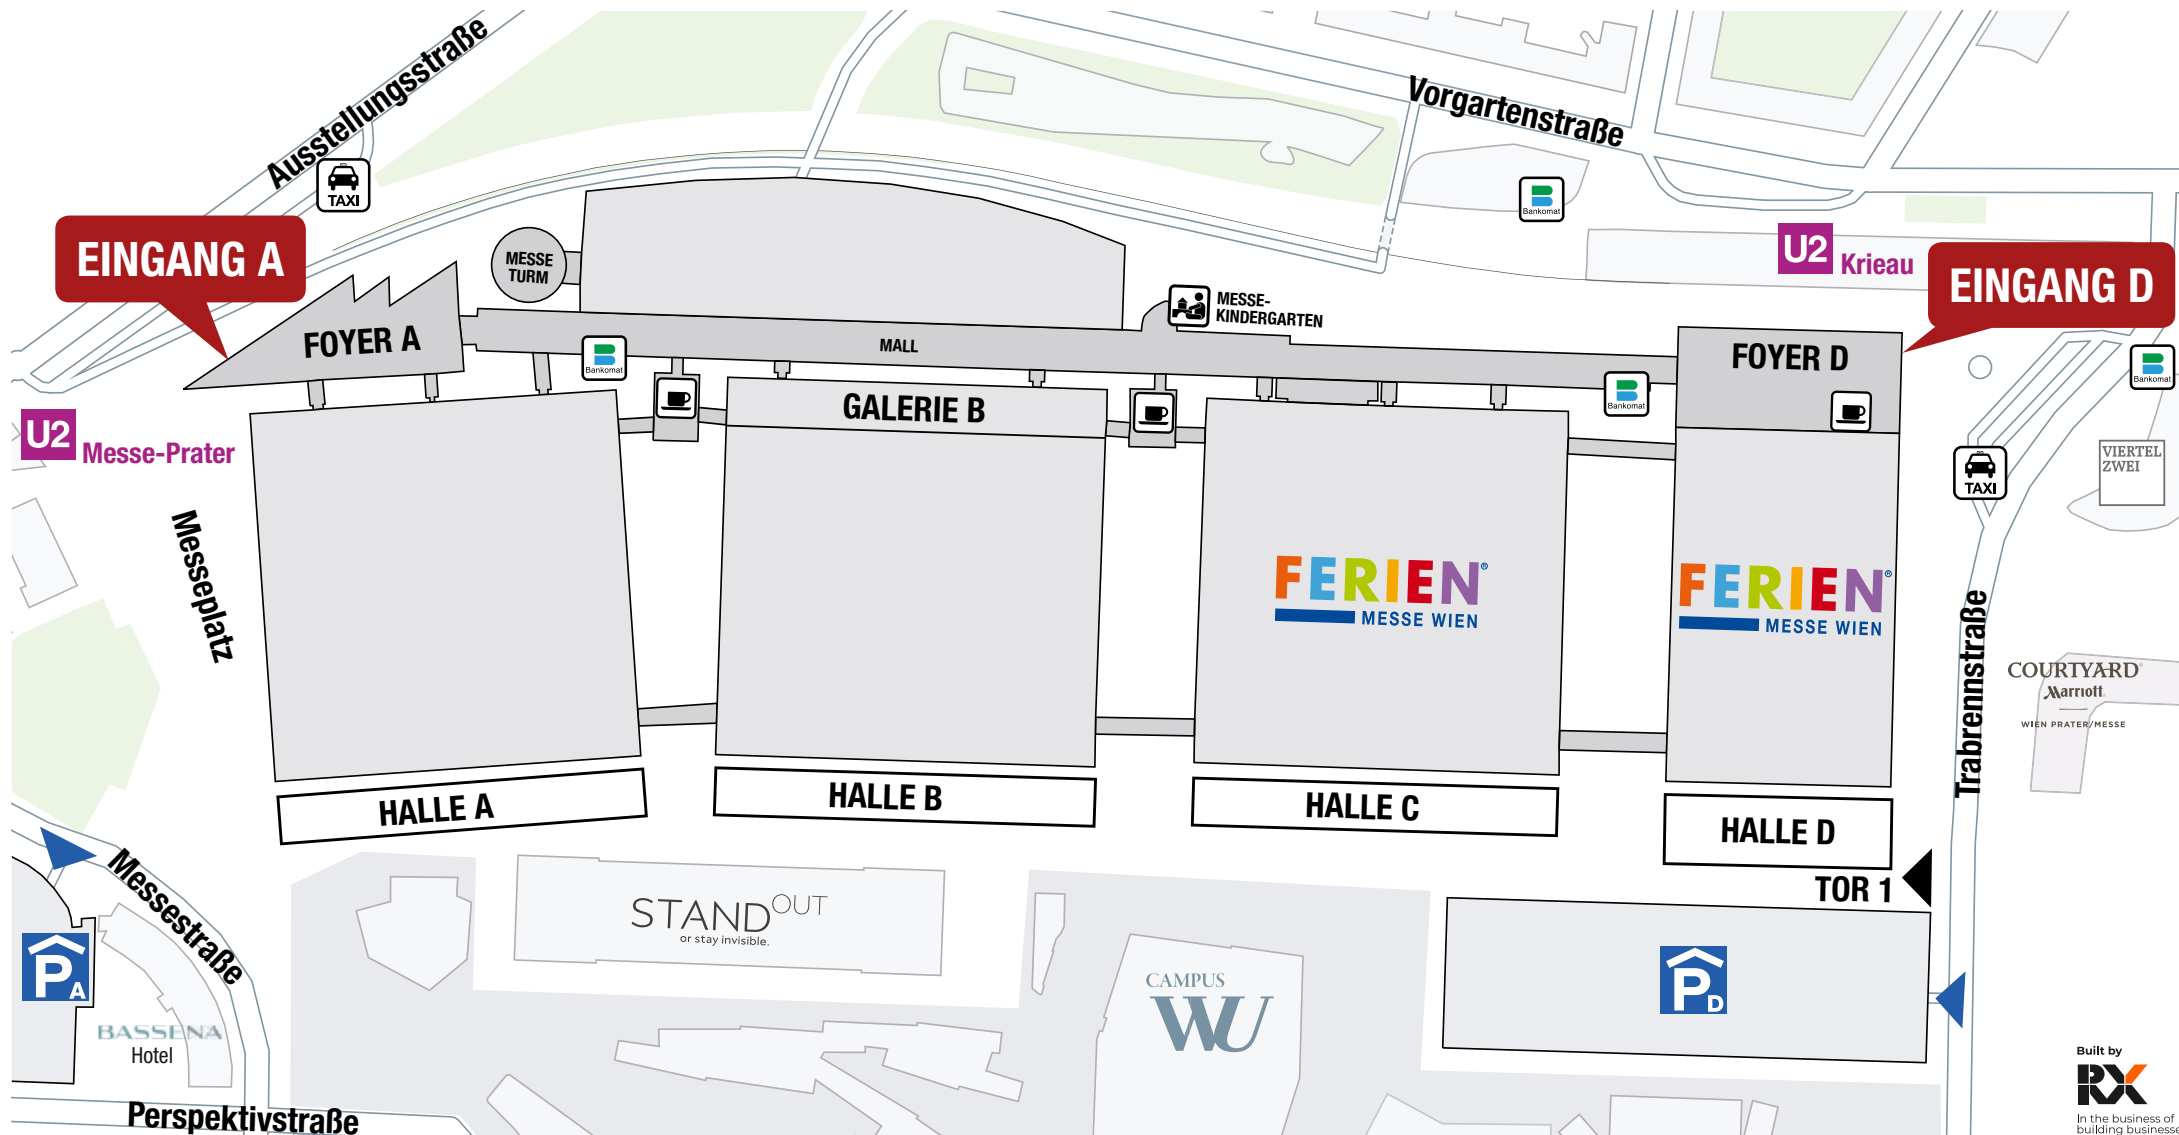 Ausstellungsstraße
Vorgartenstraße
TAXI
Bankomat
EINGANG A
MESSE
TURM
U2 Krieau
EINGANG D
MESSE-
KINDERGARTEN
FOYER A
MALL
FOYER D
Bankomat
Bankomat
Bankomat
GALERIE B
U2 Messe-Prater
VIERTEL
ZWEI
TAXI
Messeplatz
FERIEN®
MESSE WIEN
FERIEN®
MESSE WIEN
Trabrennstraße
COURTYARD®
Marriott
WIEN PRATER/MESSE
HALLE A
HALLE B
HALLE C
HALLE D
TOR 1
Messestraße
STANDOUT
or stay invisible.
P A
CAMPUS
WU
P D
BASSENA
Hotel
Perspektivstraße
Built by
RX
In the business of
building businesse